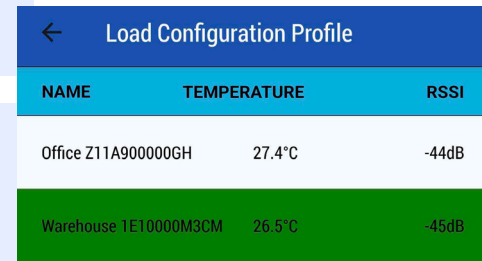 Load Configuration Profile
NAME TEMPERATURE RSSI
Office Z11A900000GH 27.4°C -44dB
Warehouse 1E10000M3CM 26.5°C -45dB